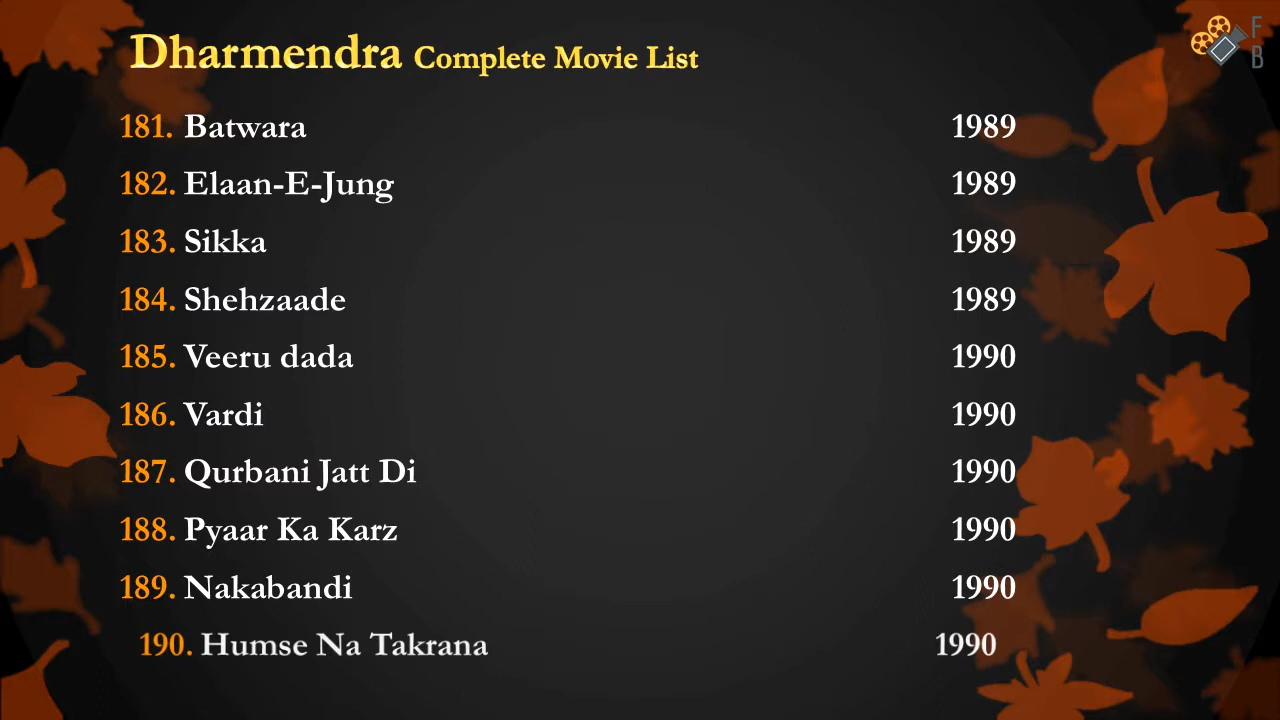 Dharmendra Complete Movie List
F
B
181. Batwara 1989
182. Elaan-E-Jung 1989
183. Sikka 1989
184. Shehzaade 1989
185. Veeru dada 1990
186. Vardi 1990
187. Qurbani Jatt Di 1990
188. Pyaar Ka Karz 1990
189. Nakabandi 1990
190. Humse Na Takrana 1990